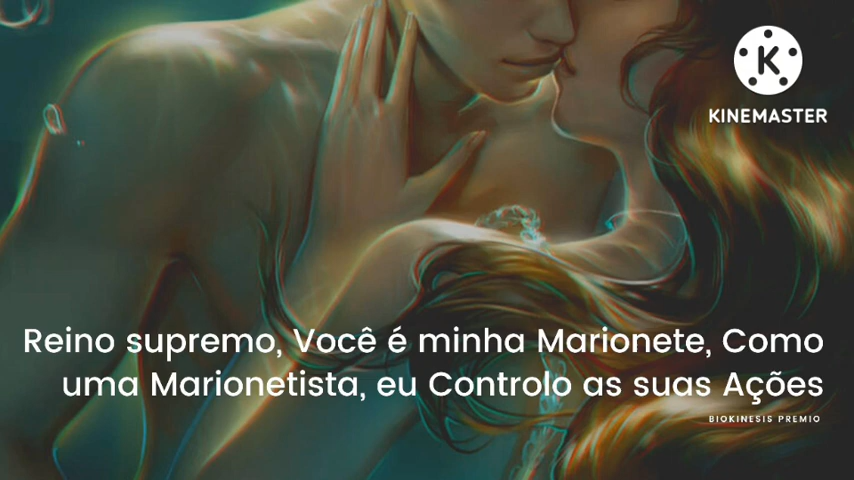 KINEMASTER
Reino supremo, Você é minha Marionete, Como
uma Marionetista, eu Controlo as suas Ações
BIOKINESIS PREMIO